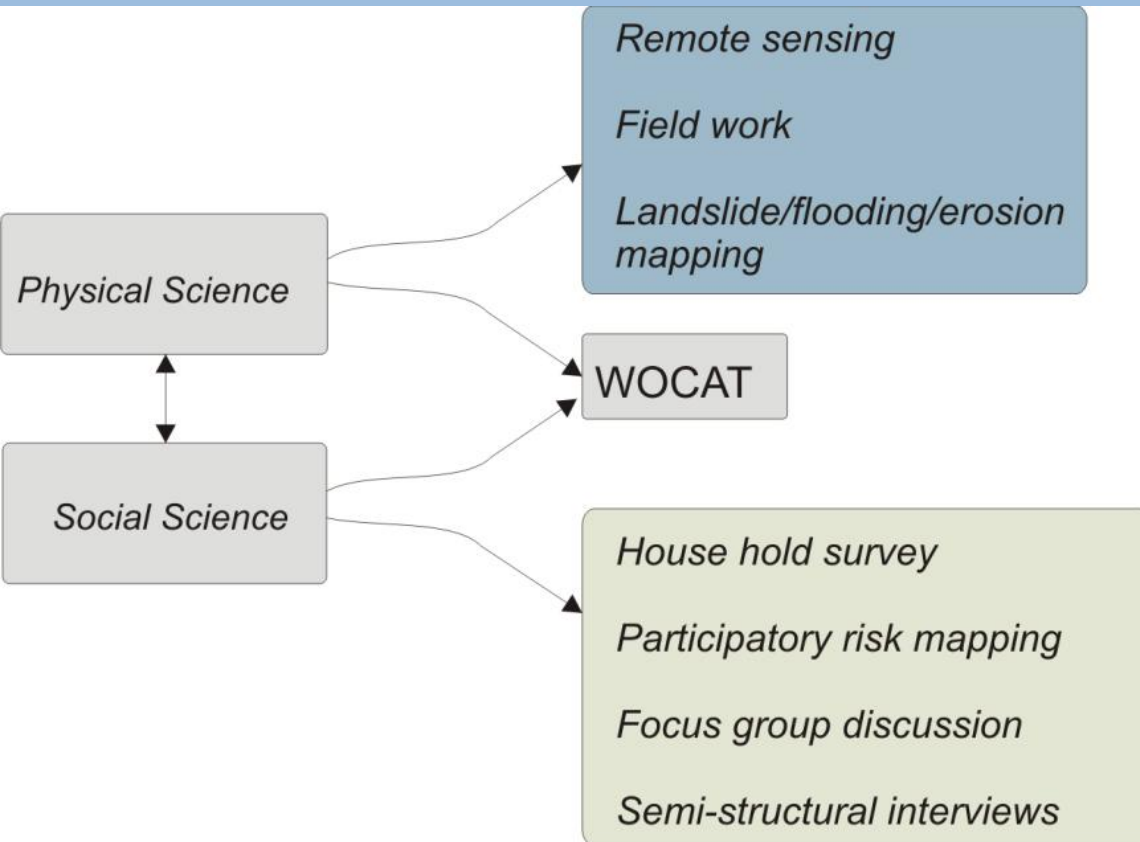 Remote sensing
Field work
Landslide/flooding/erosion
mapping
Physical Science
WOCAT
Social Science
House hold survey
Participatory risk mapping
Focus group discussion
Semi-structural interviews